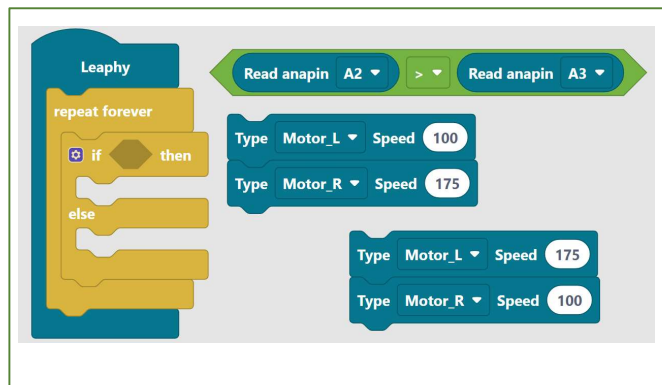 Leaphy
repeat forever
if then
else
Read anapin A2 > Read anapin A3
Type Motor_L Speed 100
Type Motor_R Speed 175
Type Motor_L Speed 175
Type Motor_R Speed 100